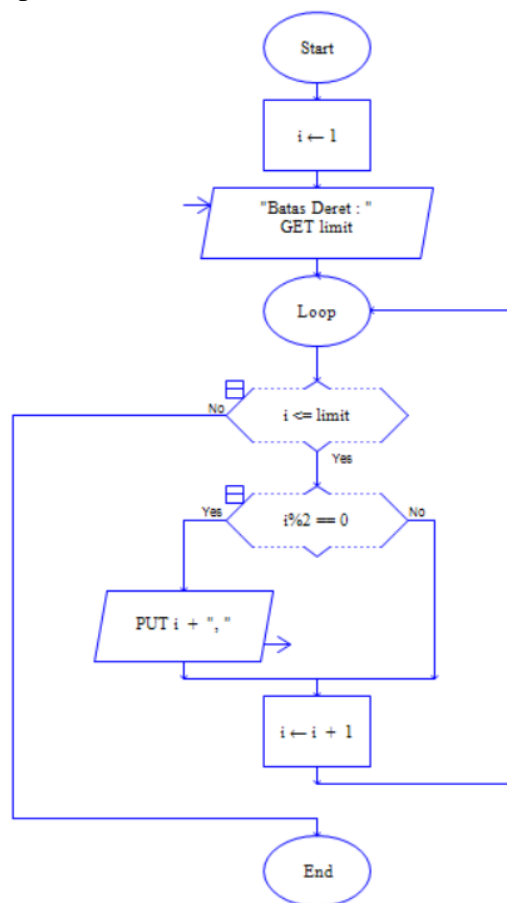 Start
i ← 1
"Batas Deret : "
GET limit
Loop
i <= limit
No
Yes
i%2 == 0
Yes
No
PUT i + ", "
i ← i + 1
End